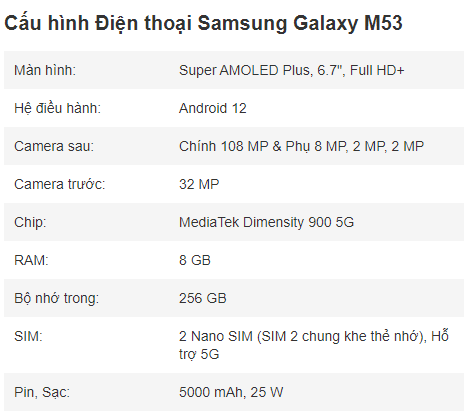 Cấu hình Điện thoại Samsung Galaxy M53
Màn hình: Super AMOLED Plus, 6.7", Full HD+
Hệ điều hành: Android 12
Camera sau: Chính 108 MP & Phụ 8 MP, 2 MP, 2 MP
Camera trước: 32 MP
Chip: MediaTek Dimensity 900 5G
RAM: 8 GB
Bộ nhớ trong: 256 GB
SIM: 2 Nano SIM (SIM 2 chung khe thẻ nhớ), Hỗ
trợ 5G
Pin, Sạc: 5000 mAh, 25 W